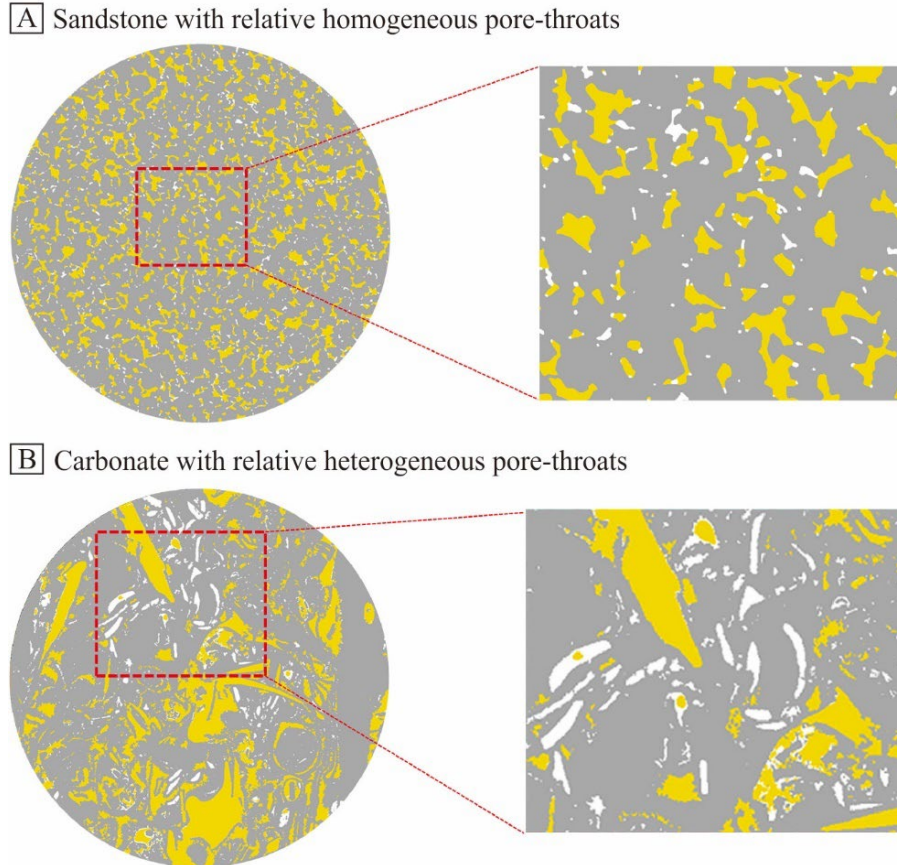 A Sandstone with relative homogeneous pore-throats
B Carbonate with relative heterogeneous pore-throats